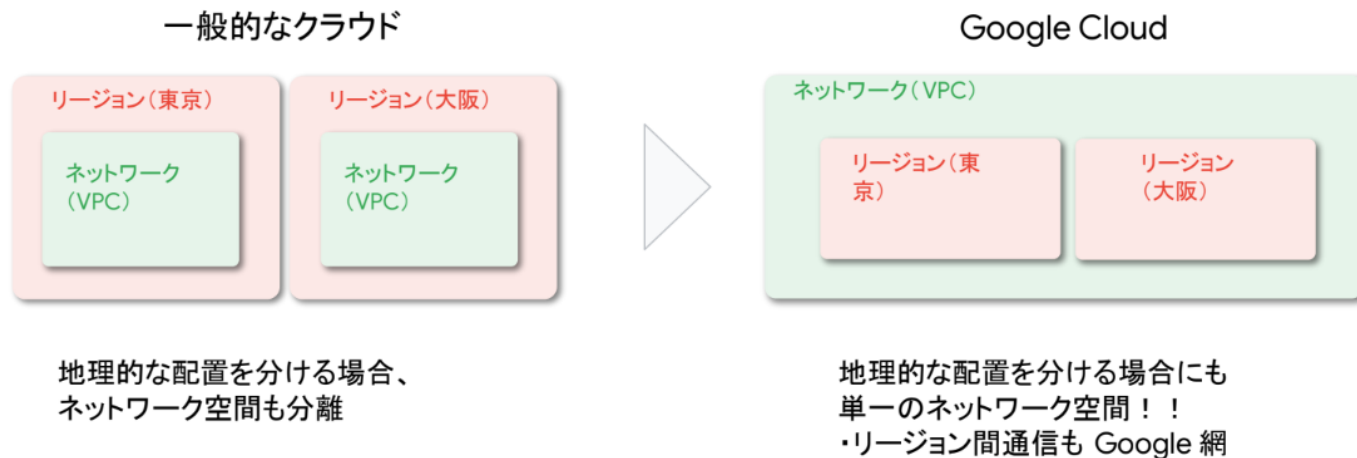 一般的なクラウド
リージョン（東京）
ネットワーク
（VPC）
リージョン（大阪）
ネットワーク
（VPC）
地理的な配置を分ける場合、
ネットワーク空間も分離
Google Cloud
ネットワーク（VPC）
リージョン（東
京）
リージョン
（大阪）
地理的な配置を分ける場合にも
単一のネットワーク空間！！
・リージョン間通信も Google 網